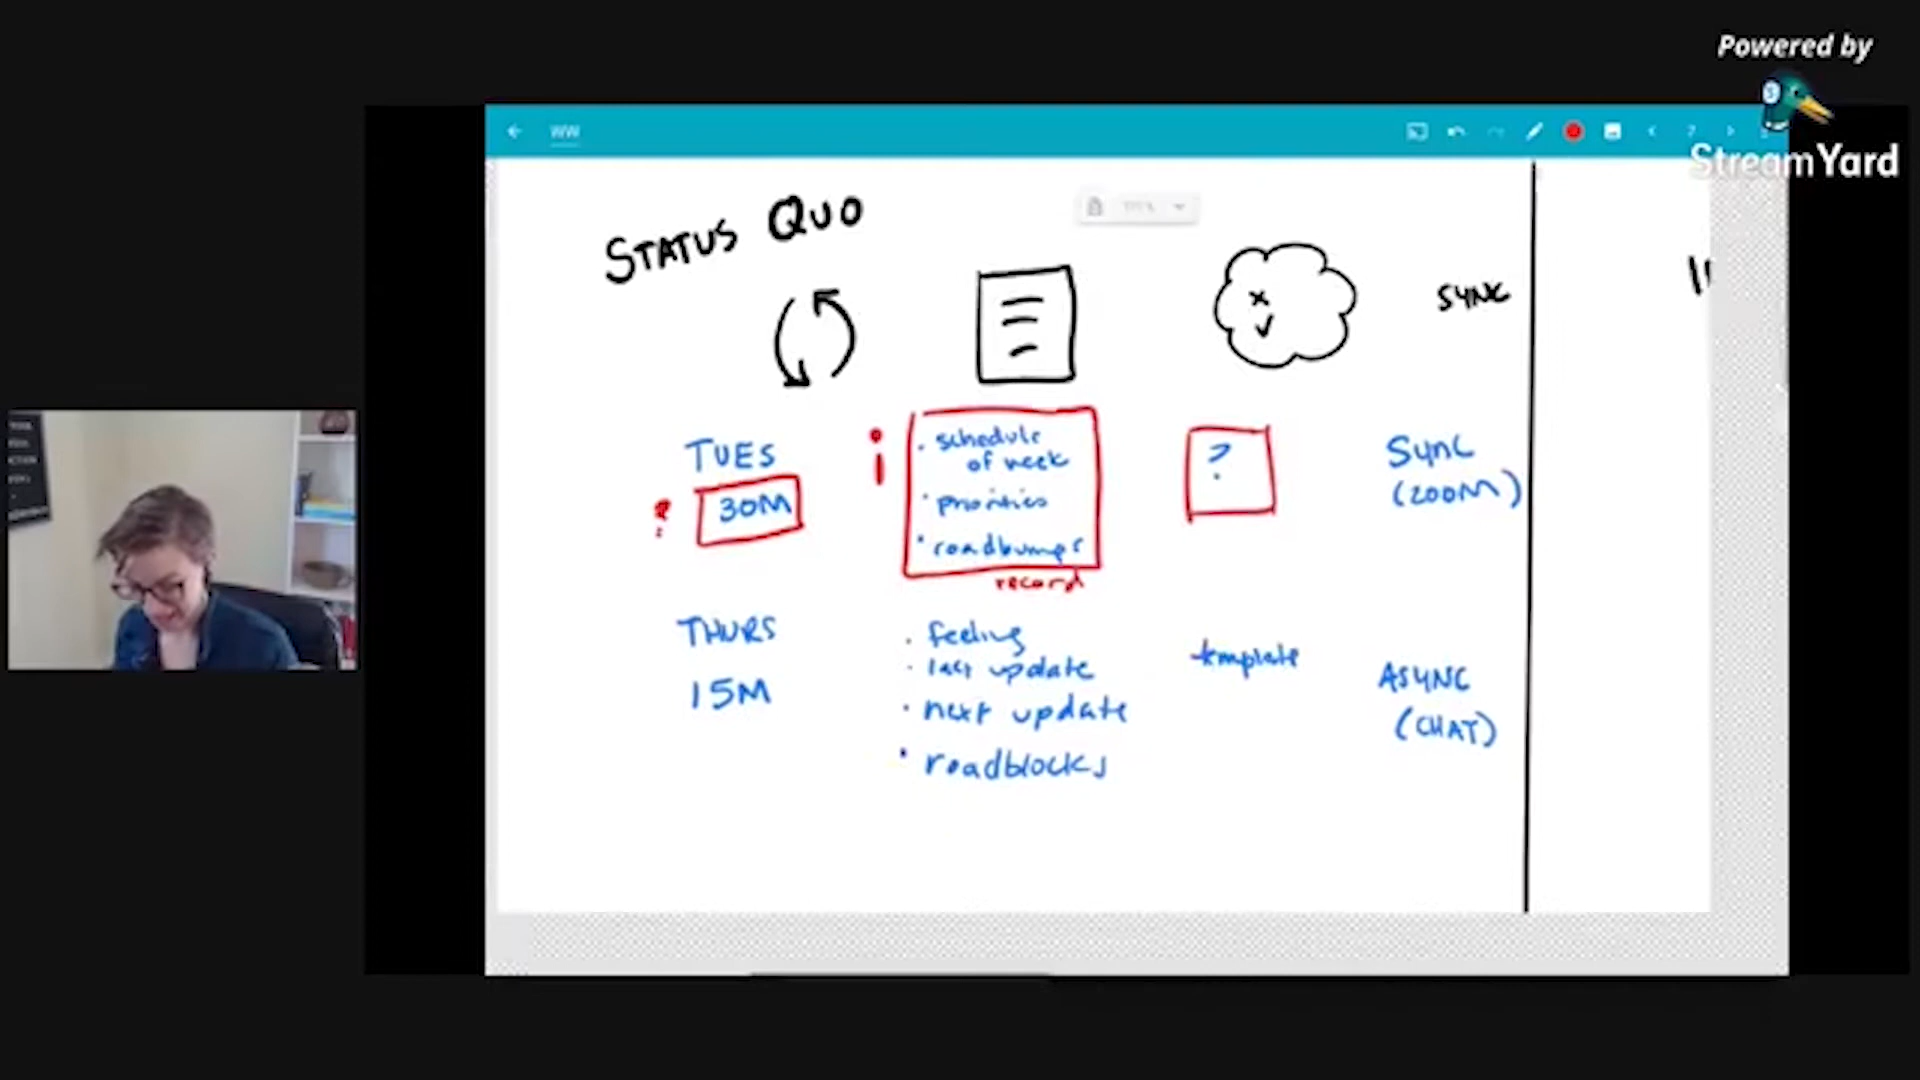 Powered by
StreamYard
WW
STATUS QUO
SYNC
TUES
30M
• schedule
of week
• priorities
• roadbumps
record
?
SYNC
(ZOOM)
THURS
15M
• feeling
• last update
• next update
• roadblocks
template
ASYNC
(CHAT)